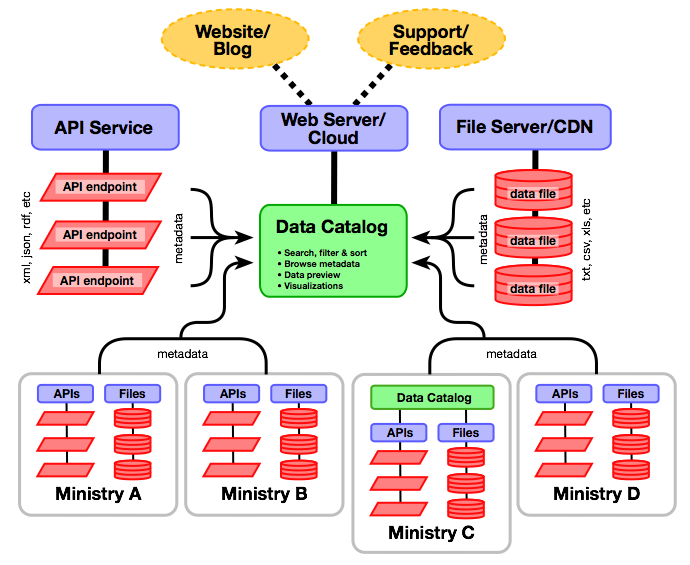 Website/
Blog
Support/
Feedback
API Service
Web Server/
Cloud
File Server/CDN
xml, json, rdf, etc
API endpoint
API endpoint
API endpoint
metadata
Data Catalog
• Search, filter & sort
• Browse metadata
• Data preview
• Visualizations
metadata
data file
data file
data file
txt, csv, xls, etc
metadata
metadata
APIs
Files
Ministry A
APIs
Files
Ministry B
Data Catalog
APIs
Files
Ministry C
APIs
Files
Ministry D